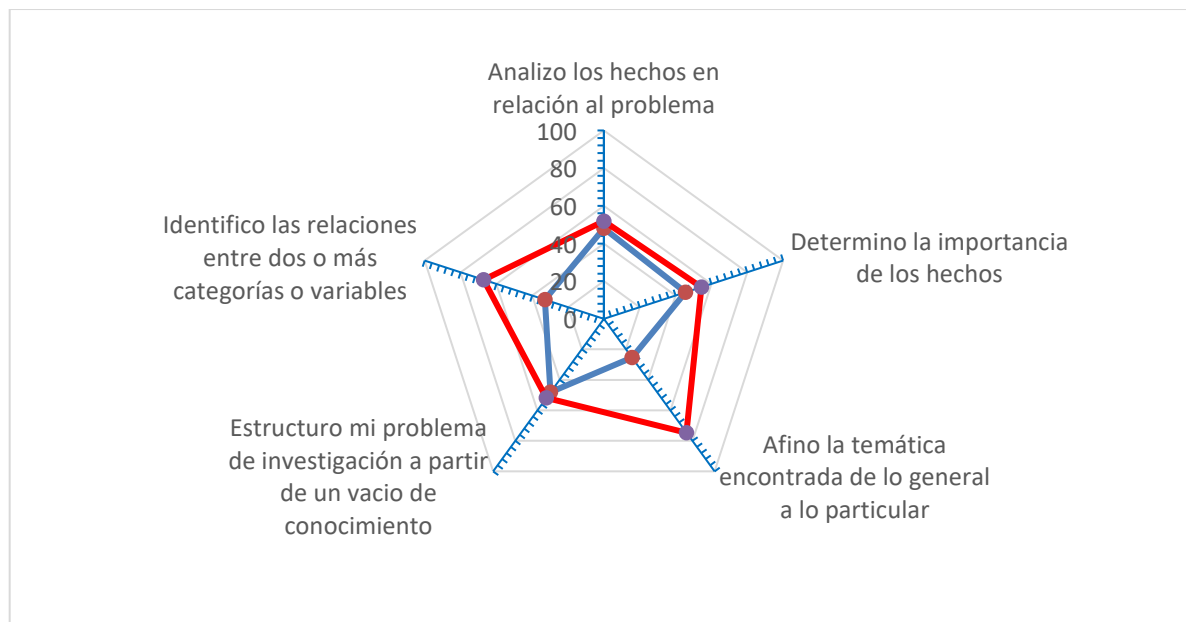 Analizo los hechos en
relación al problema
100
80
60
40
20
0
Determino la importancia
de los hechos
Afino la temática
encontrada de lo general
a lo particular
Estructuro mi problema
de investigación a partir
de un vacio de
conocimiento
Identifico las relaciones
entre dos o más
categorías o variables